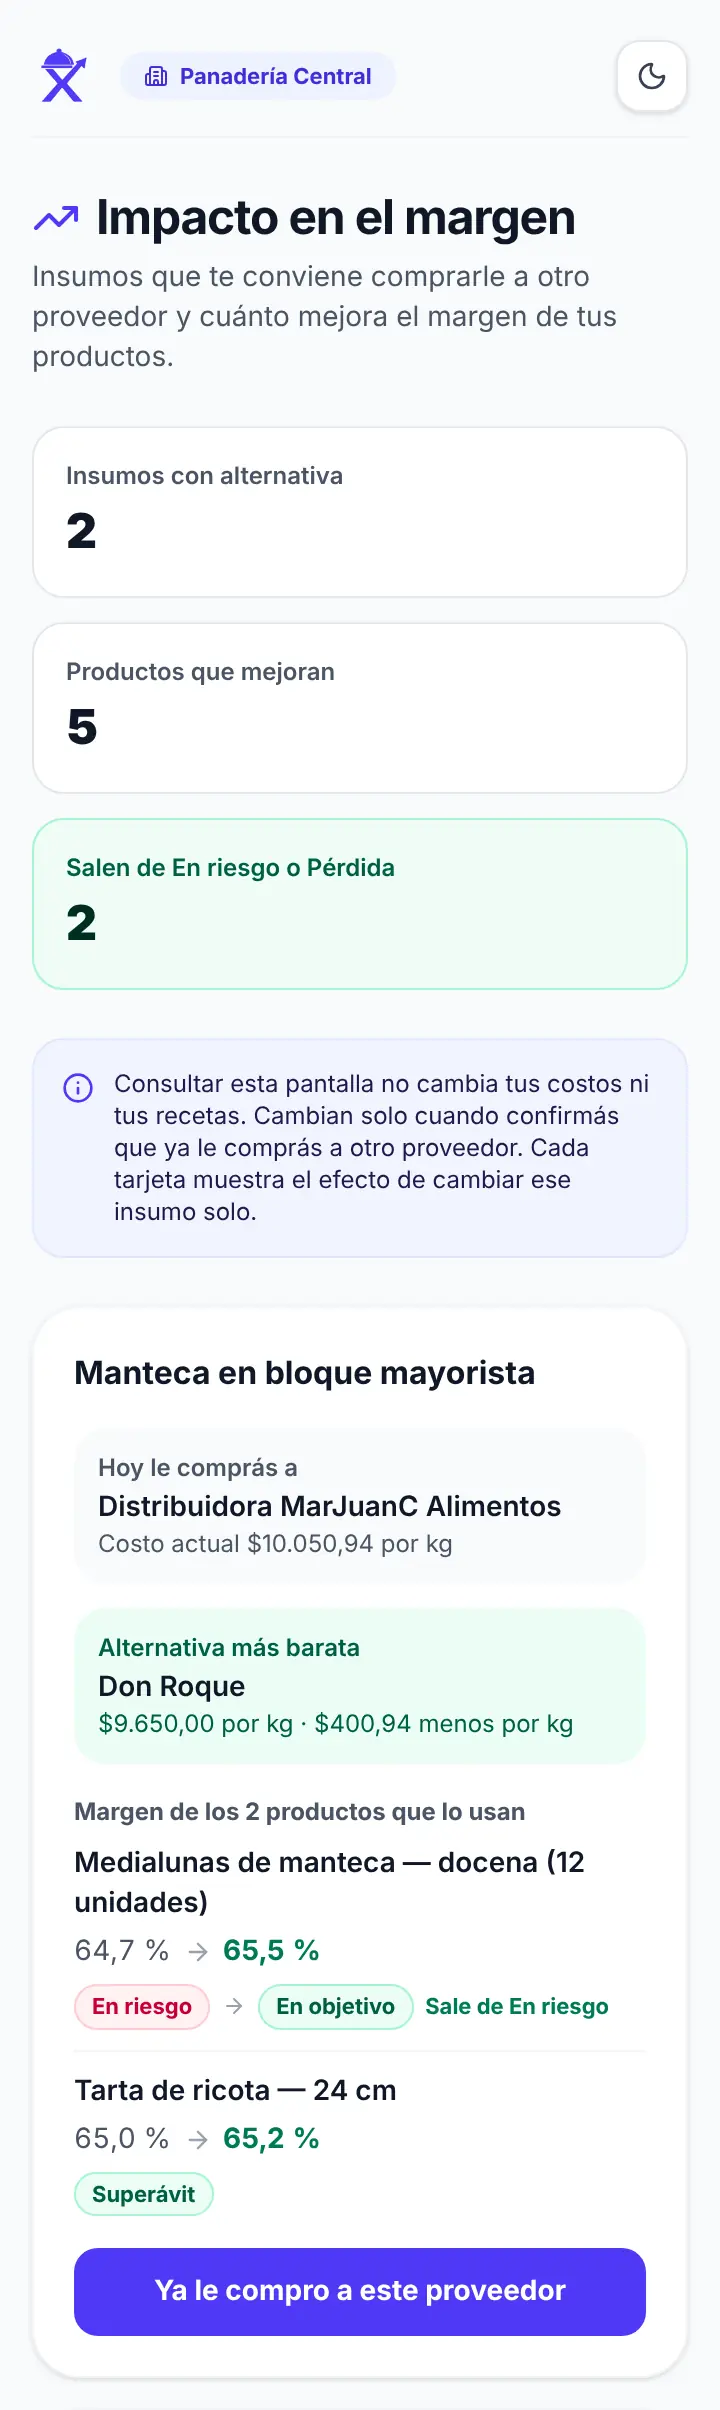 Panadería Central
Impacto en el margen
Insumos que te conviene comprarle a otro
proveedor y cuánto mejora el margen de tus
productos.
Insumos con alternativa
2
Productos que mejoran
5
Salen de En riesgo o Pérdida
2
Consultar esta pantalla no cambia tus costos ni
tus recetas. Cambian solo cuando confirmás
que ya le comprás a otro proveedor. Cada
tarjeta muestra el efecto de cambiar ese
insumo solo.
Manteca en bloque mayorista
Hoy le comprás a
Distribuidora MarJuanC Alimentos
Costo actual $10.050,94 por kg
Alternativa más barata
Don Roque
$9.650,00 por kg · $400,94 menos por kg
Margen de los 2 productos que lo usan
Medialunas de manteca — docena (12
unidades)
64,7 % → 65,5 %
En riesgo → En objetivo Sale de En riesgo
Tarta de ricota — 24 cm
65,0 % → 65,2 %
Superávit
Ya le compro a este proveedor